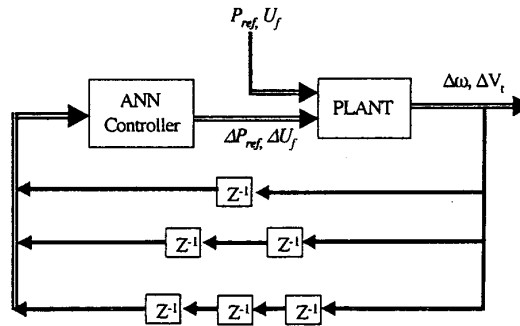 P_ref, U_f
ANN
Controller
ΔP_ref, ΔU_f
PLANT
Δω, ΔV_t
Z⁻¹
Z⁻¹ Z⁻¹
Z⁻¹ Z⁻¹ Z⁻¹